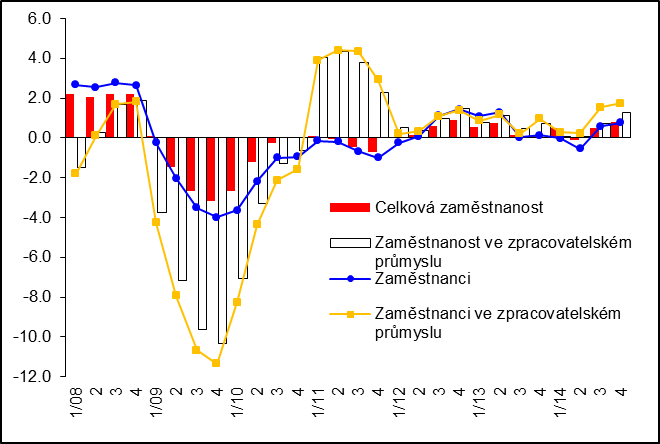 6.0
4.0
2.0
0.0
-2.0
-4.0
-6.0
-8.0
-10.0
-12.0
Celková zaměstnanost
Zaměstnanost ve zpracovatelském
průmyslu
Zaměstnanci
Zaměstnanci ve zpracovatelském
průmyslu
1/08 2 3 4 1/09 2 3 4 1/10 2 3 4 1/11 2 3 4 1/12 2 3 4 1/13 2 3 4 1/14 2 3 4